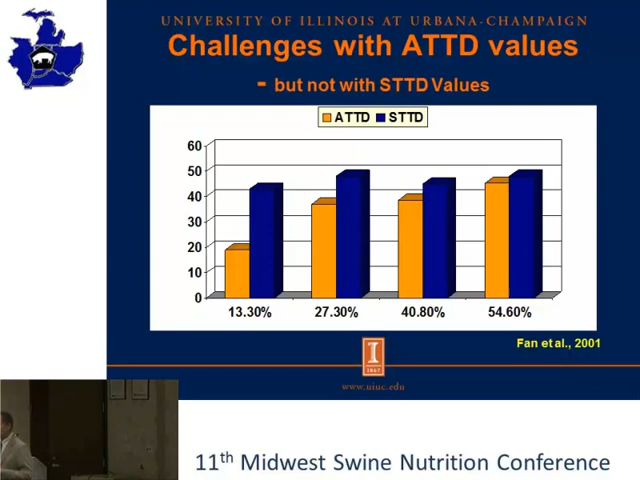 UNIVERSITY OF ILLINOIS AT URBANA-CHAMPAIGN
Challenges with ATTD values
- but not with STTD Values
ATTD STTD
60
50
40
30
20
10
0
13.30% 27.30% 40.80% 54.60%
Fan et al., 2001
I
1867
www.uiuc.edu
11th Midwest Swine Nutrition Conference